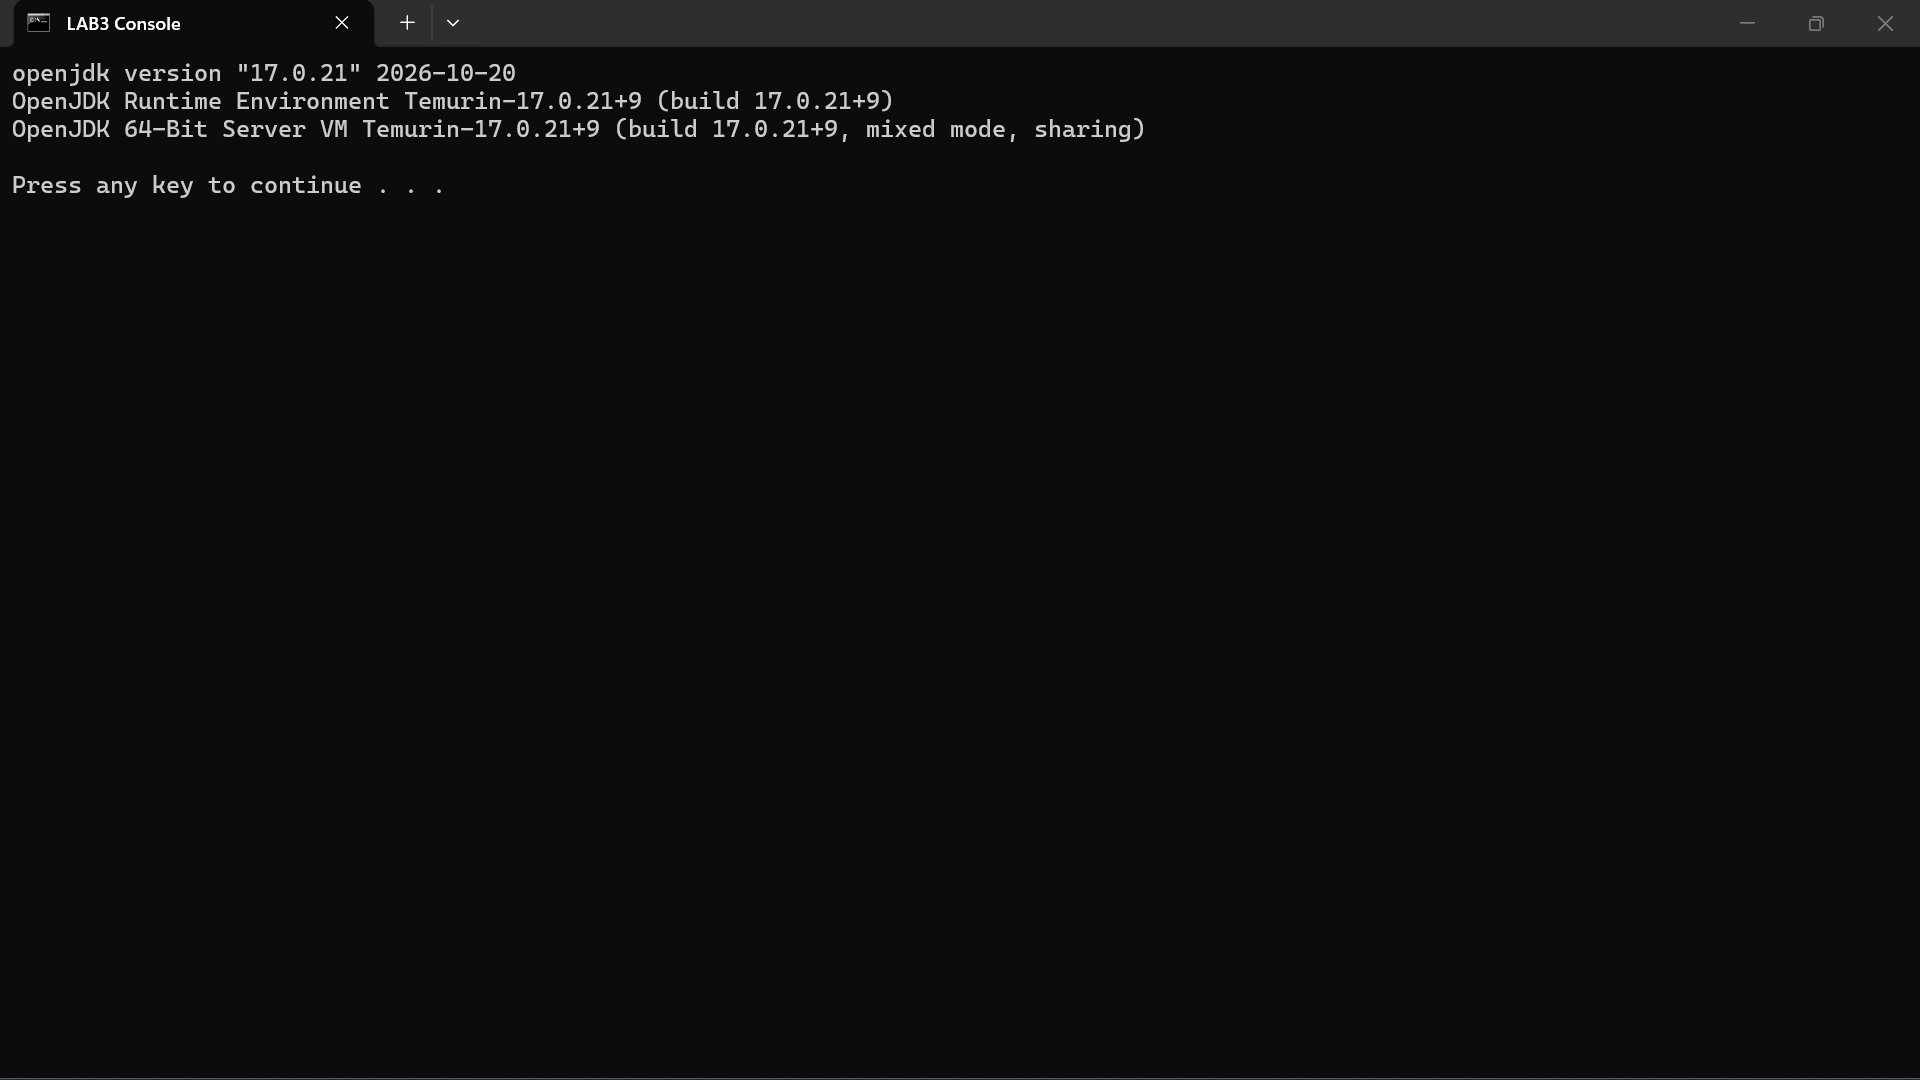 LAB3 Console
openjdk version "17.0.21" 2026-10-20
OpenJDK Runtime Environment Temurin-17.0.21+9 (build 17.0.21+9)
OpenJDK 64-Bit Server VM Temurin-17.0.21+9 (build 17.0.21+9, mixed mode, sharing)
Press any key to continue . . .